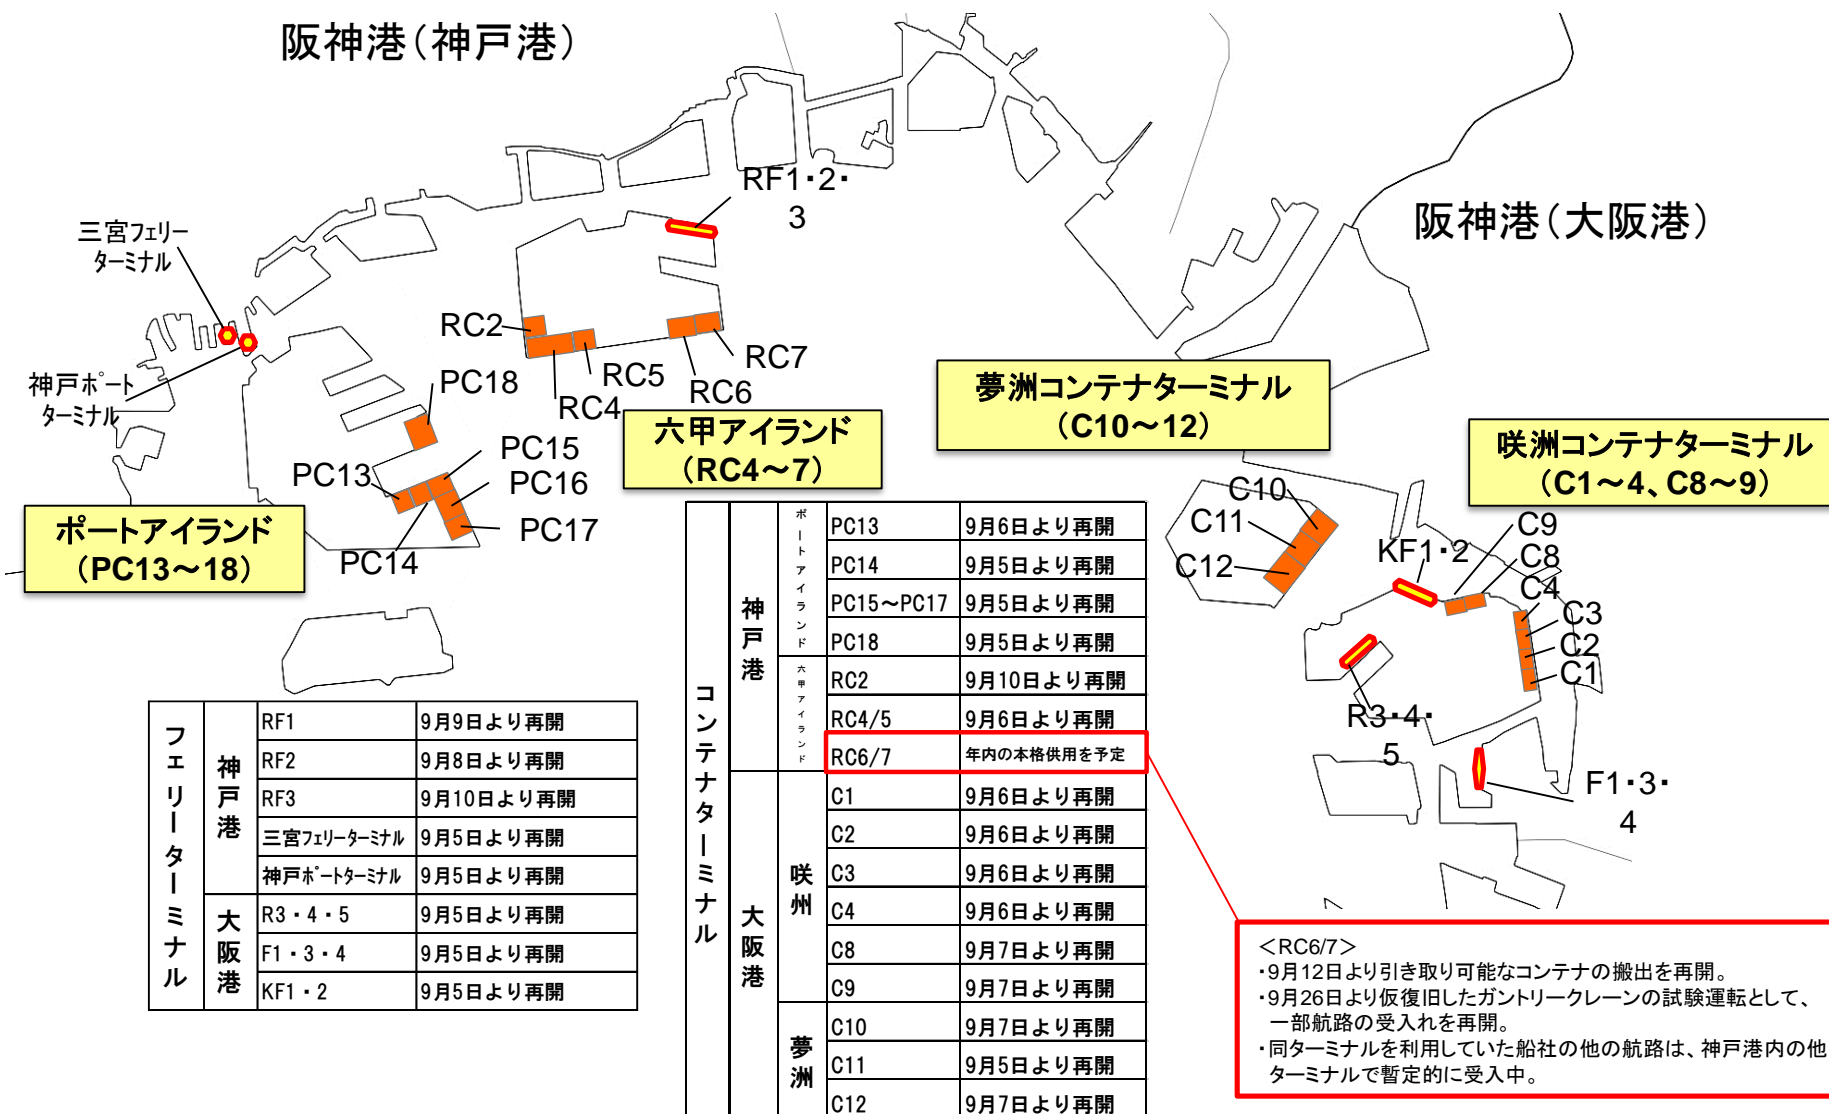 阪神港(神戸港)
阪神港(大阪港)
三宮フェリー
ターミナル
神戸ポート
ターミナル
RF1・2・
3
RC2
RC4
RC5
RC6
RC7
PC18
PC15
PC16
PC17
PC13
PC14
ポートアイランド
(PC13~18)
六甲アイランド
(RC4~7)
夢洲コンテナターミナル
(C10~12)
咲洲コンテナターミナル
(C1~4、C8~9)
C10
C11
C12
KF1・2
C9
C8
C4
C3
C2
C1
R3・4・
5
F1・3・
4
フェリーターミナル
神戸港
RF1 9月9日より再開
RF2 9月8日より再開
RF3 9月10日より再開
三宮フェリーターミナル 9月5日より再開
神戸ポートターミナル 9月5日より再開
大阪港
R3・4・5 9月5日より再開
F1・3・4 9月5日より再開
KF1・2 9月5日より再開
コンテナターミナル
神戸港
ポートアイランド
PC13 9月6日より再開
PC14 9月5日より再開
PC15~PC17 9月5日より再開
PC18 9月5日より再開
六甲アイランド
RC2 9月10日より再開
RC4/5 9月6日より再開
RC6/7 年内の本格供用を予定
大阪港
咲州
C1 9月6日より再開
C2 9月6日より再開
C3 9月6日より再開
C4 9月6日より再開
C8 9月7日より再開
C9 9月7日より再開
夢洲
C10 9月7日より再開
C11 9月5日より再開
C12 9月7日より再開
<RC6/7>
・9月12日より引き取り可能なコンテナの搬出を再開。
・9月26日より仮復旧したガントリークレーンの試験運転として、
一部航路の受入れを再開。
・同ターミナルを利用していた船社の他の航路は、神戸港内の他
ターミナルで暫定的に受入中。